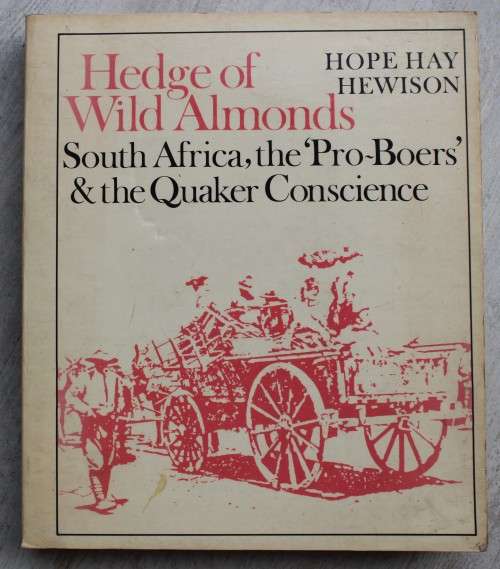 Hedge of
Wild Almonds
HOPE HAY
HEWISON
South Africa, the ‘Pro-Boers’
& the Quaker Conscience